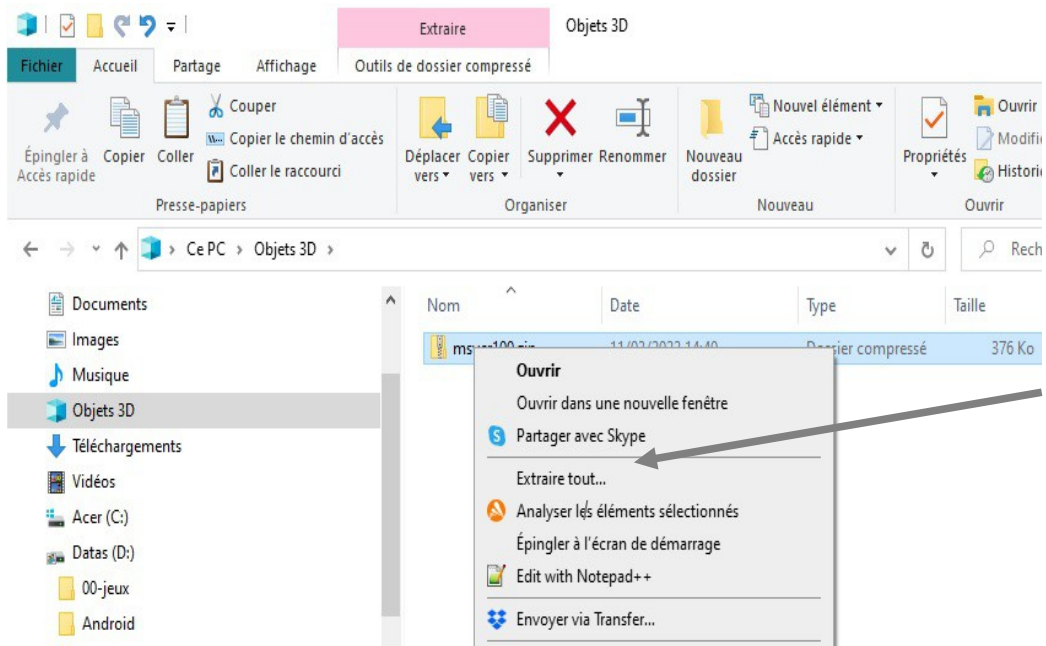 Extraire
Objets 3D
Fichier
Accueil
Partage
Affichage
Outils de dossier compressé
Épingler à
Accès rapide
Copier
Coller
Couper
Copier le chemin d'accès
Coller le raccourci
Déplacer
vers
Copier
vers
Supprimer
Renommer
Nouveau
dossier
Nouvel élément
Accès rapide
Propriétés
Ouvrir
Modifie
Historic
Presse-papiers
Organiser
Nouveau
Ouvrir
Ce PC > Objets 3D >
Rech
Documents
Images
Musique
Objets 3D
Téléchargements
Vidéos
Acer (C:)
Datas (D:)
00-jeux
Android
Nom
Date
Type
Taille
compressé
376 Ko
Ouvrir
Ouvrir dans une nouvelle fenêtre
Partager avec Skype
Extraire tout...
Analyser les éléments sélectionnés
Épingler à l'écran de démarrage
Edit with Notepad++
Envoyer via Transfer...